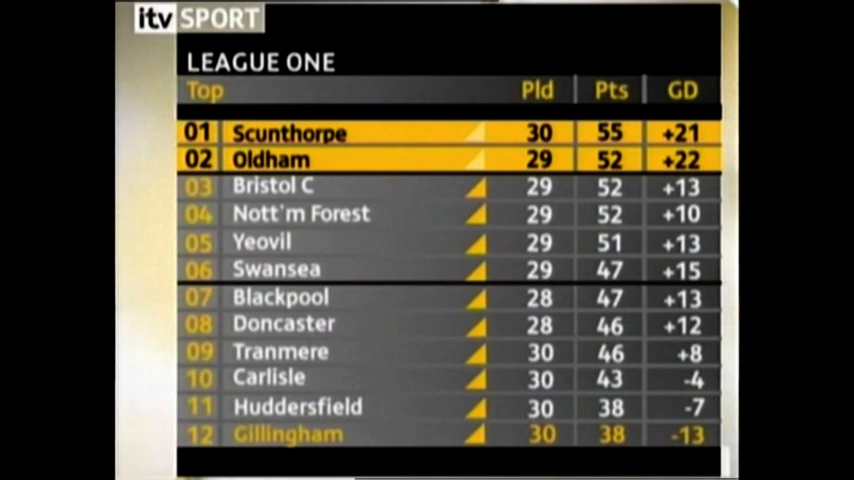 itv SPORT
LEAGUE ONE
Top Pld Pts GD
01 Scunthorpe 30 55 +21
02 Oldham 29 52 +22
03 Bristol C 29 52 +13
04 Nott'm Forest 29 52 +10
05 Yeovil 29 51 +13
06 Swansea 29 47 +15
07 Blackpool 28 47 +13
08 Doncaster 28 46 +12
09 Tranmere 30 46 +8
10 Carlisle 30 43 -4
11 Huddersfield 30 38 -7
12 Gillingham 30 38 -13